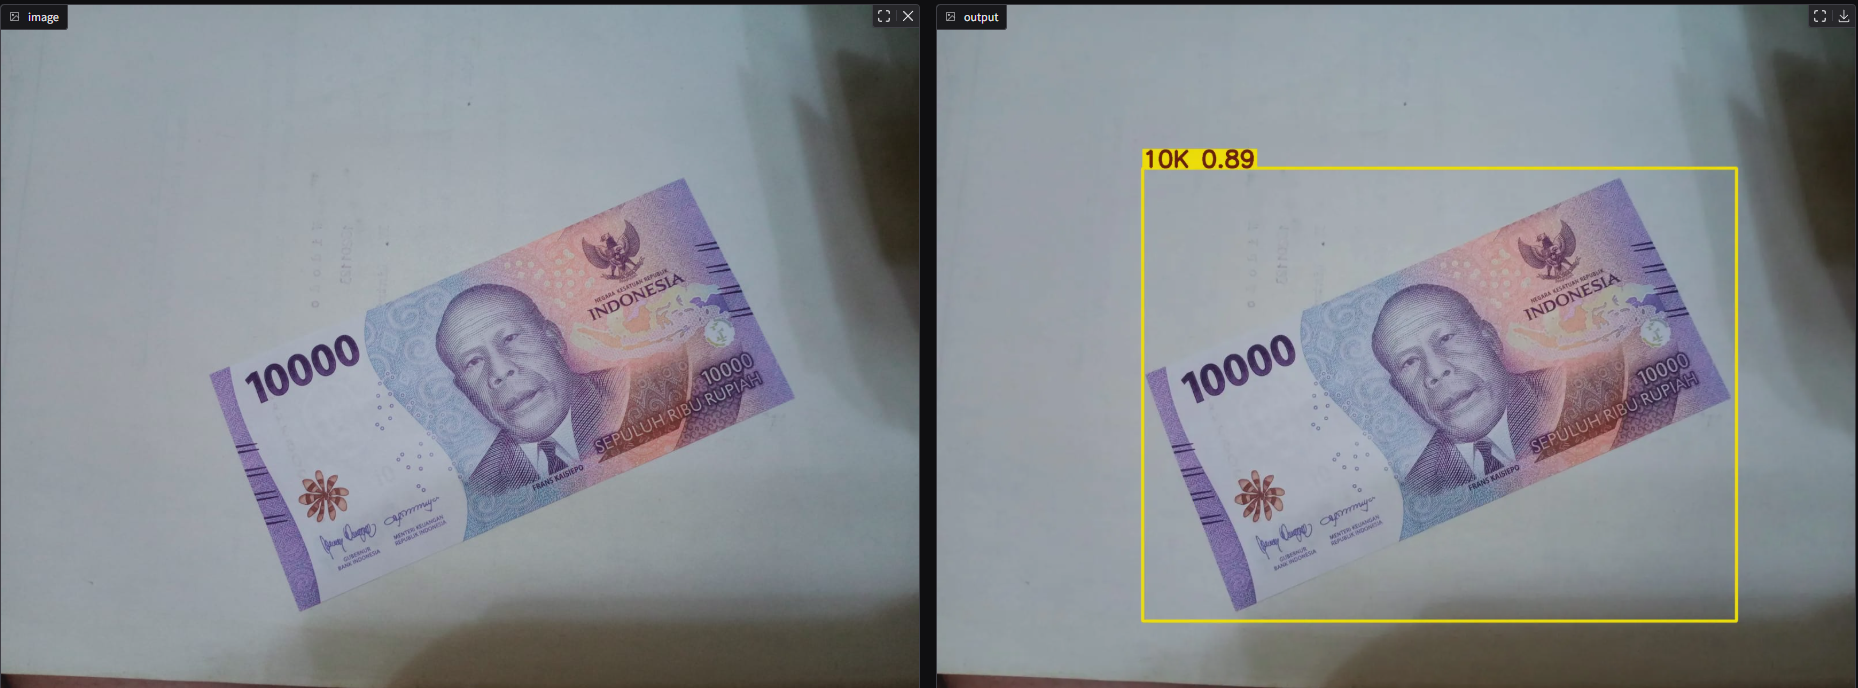 image
10000
NEGARA KESATUAN REPUBLIK
INDONESIA
10000
SEPULUH RIBU RUPIAH
FRANS KAISIEPO
GUBERNUR
BANK INDONESIA
MENTERI KEUANGAN
REPUBLIK INDONESIA
output
10K 0.89
10000
NEGARA KESATUAN REPUBLIK
INDONESIA
10000
SEPULUH RIBU RUPIAH
FRANS KAISIEPO
GUBERNUR
BANK INDONESIA
MENTERI KEUANGAN
REPUBLIK INDONESIA